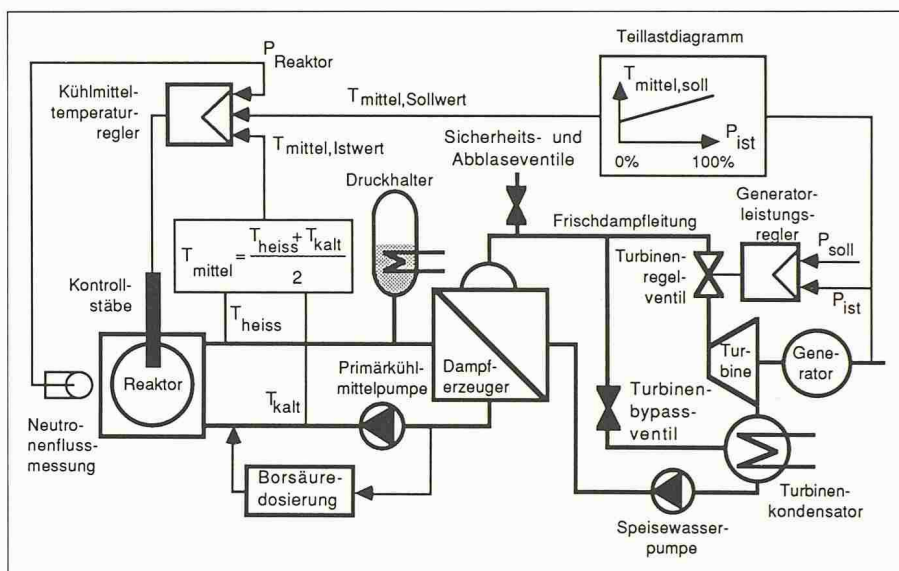 Teillastdiagramm
P Reaktor
T mittel,soll
P ist
0%
100%
Kühlmittel-
temperatur-
regler
T mittel,Sollwert
T mittel,Istwert
Sicherheits- und
Abblaseventile
Druckhalter
Frischdampfleitung
Generator-
leistungs-
regler
P soll
P ist
Turbinen-
regel-
ventil
T mittel = T heiss + T kalt
2
Kontroll-
stäbe
T heiss
Reaktor
Primärkühl-
mittelpumpe
Dampf-
erzeuger
Tur-
bine
Gene-
rator
T kalt
Turbinen-
bypass-
ventil
Neutro-
nenfluss-
messung
Borsäure-
dosierung
Speisewasser-
pumpe
Turbinen-
kondensator